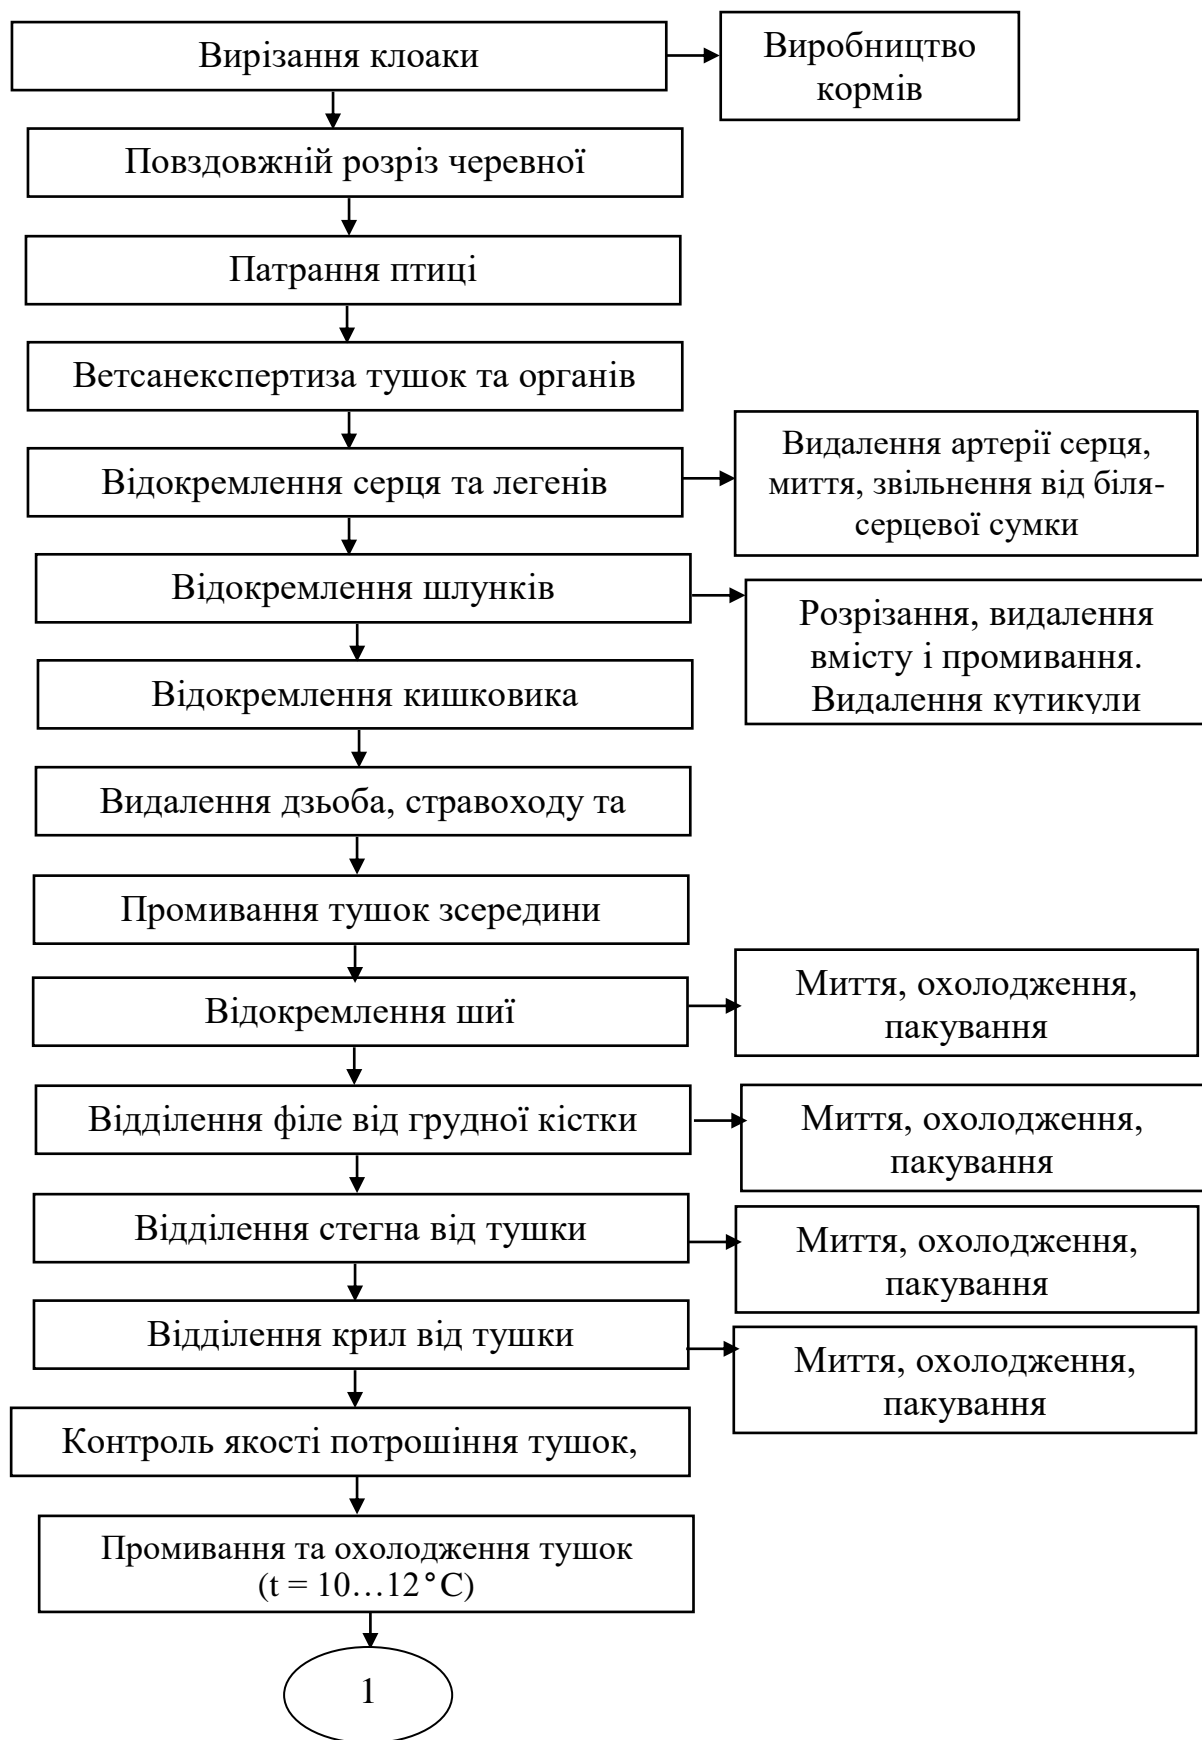 Вирізання клоаки
Виробництво
кормів
Повздовжній розріз черевної
Патрання птиці
Ветсанекспертиза тушок та органів
Відокремлення серця та легенів
Видалення артерії серця,
миття, звільнення від біля-
серцевої сумки
Відокремлення шлунків
Розрізання, видалення
вмісту і промивання.
Видалення кутикули
Відокремлення кишковика
Видалення дзьоба, стравоходу та
Промивання тушок зсередини
Відокремлення шиї
Миття, охолодження,
пакування
Відділення філе від грудної кістки
Миття, охолодження,
пакування
Відділення стегна від тушки
Миття, охолодження,
пакування
Відділення крил від тушки
Миття, охолодження,
пакування
Контроль якості потрошіння тушок,
Промивання та охолодження тушок
(t = 10…12°С)
1